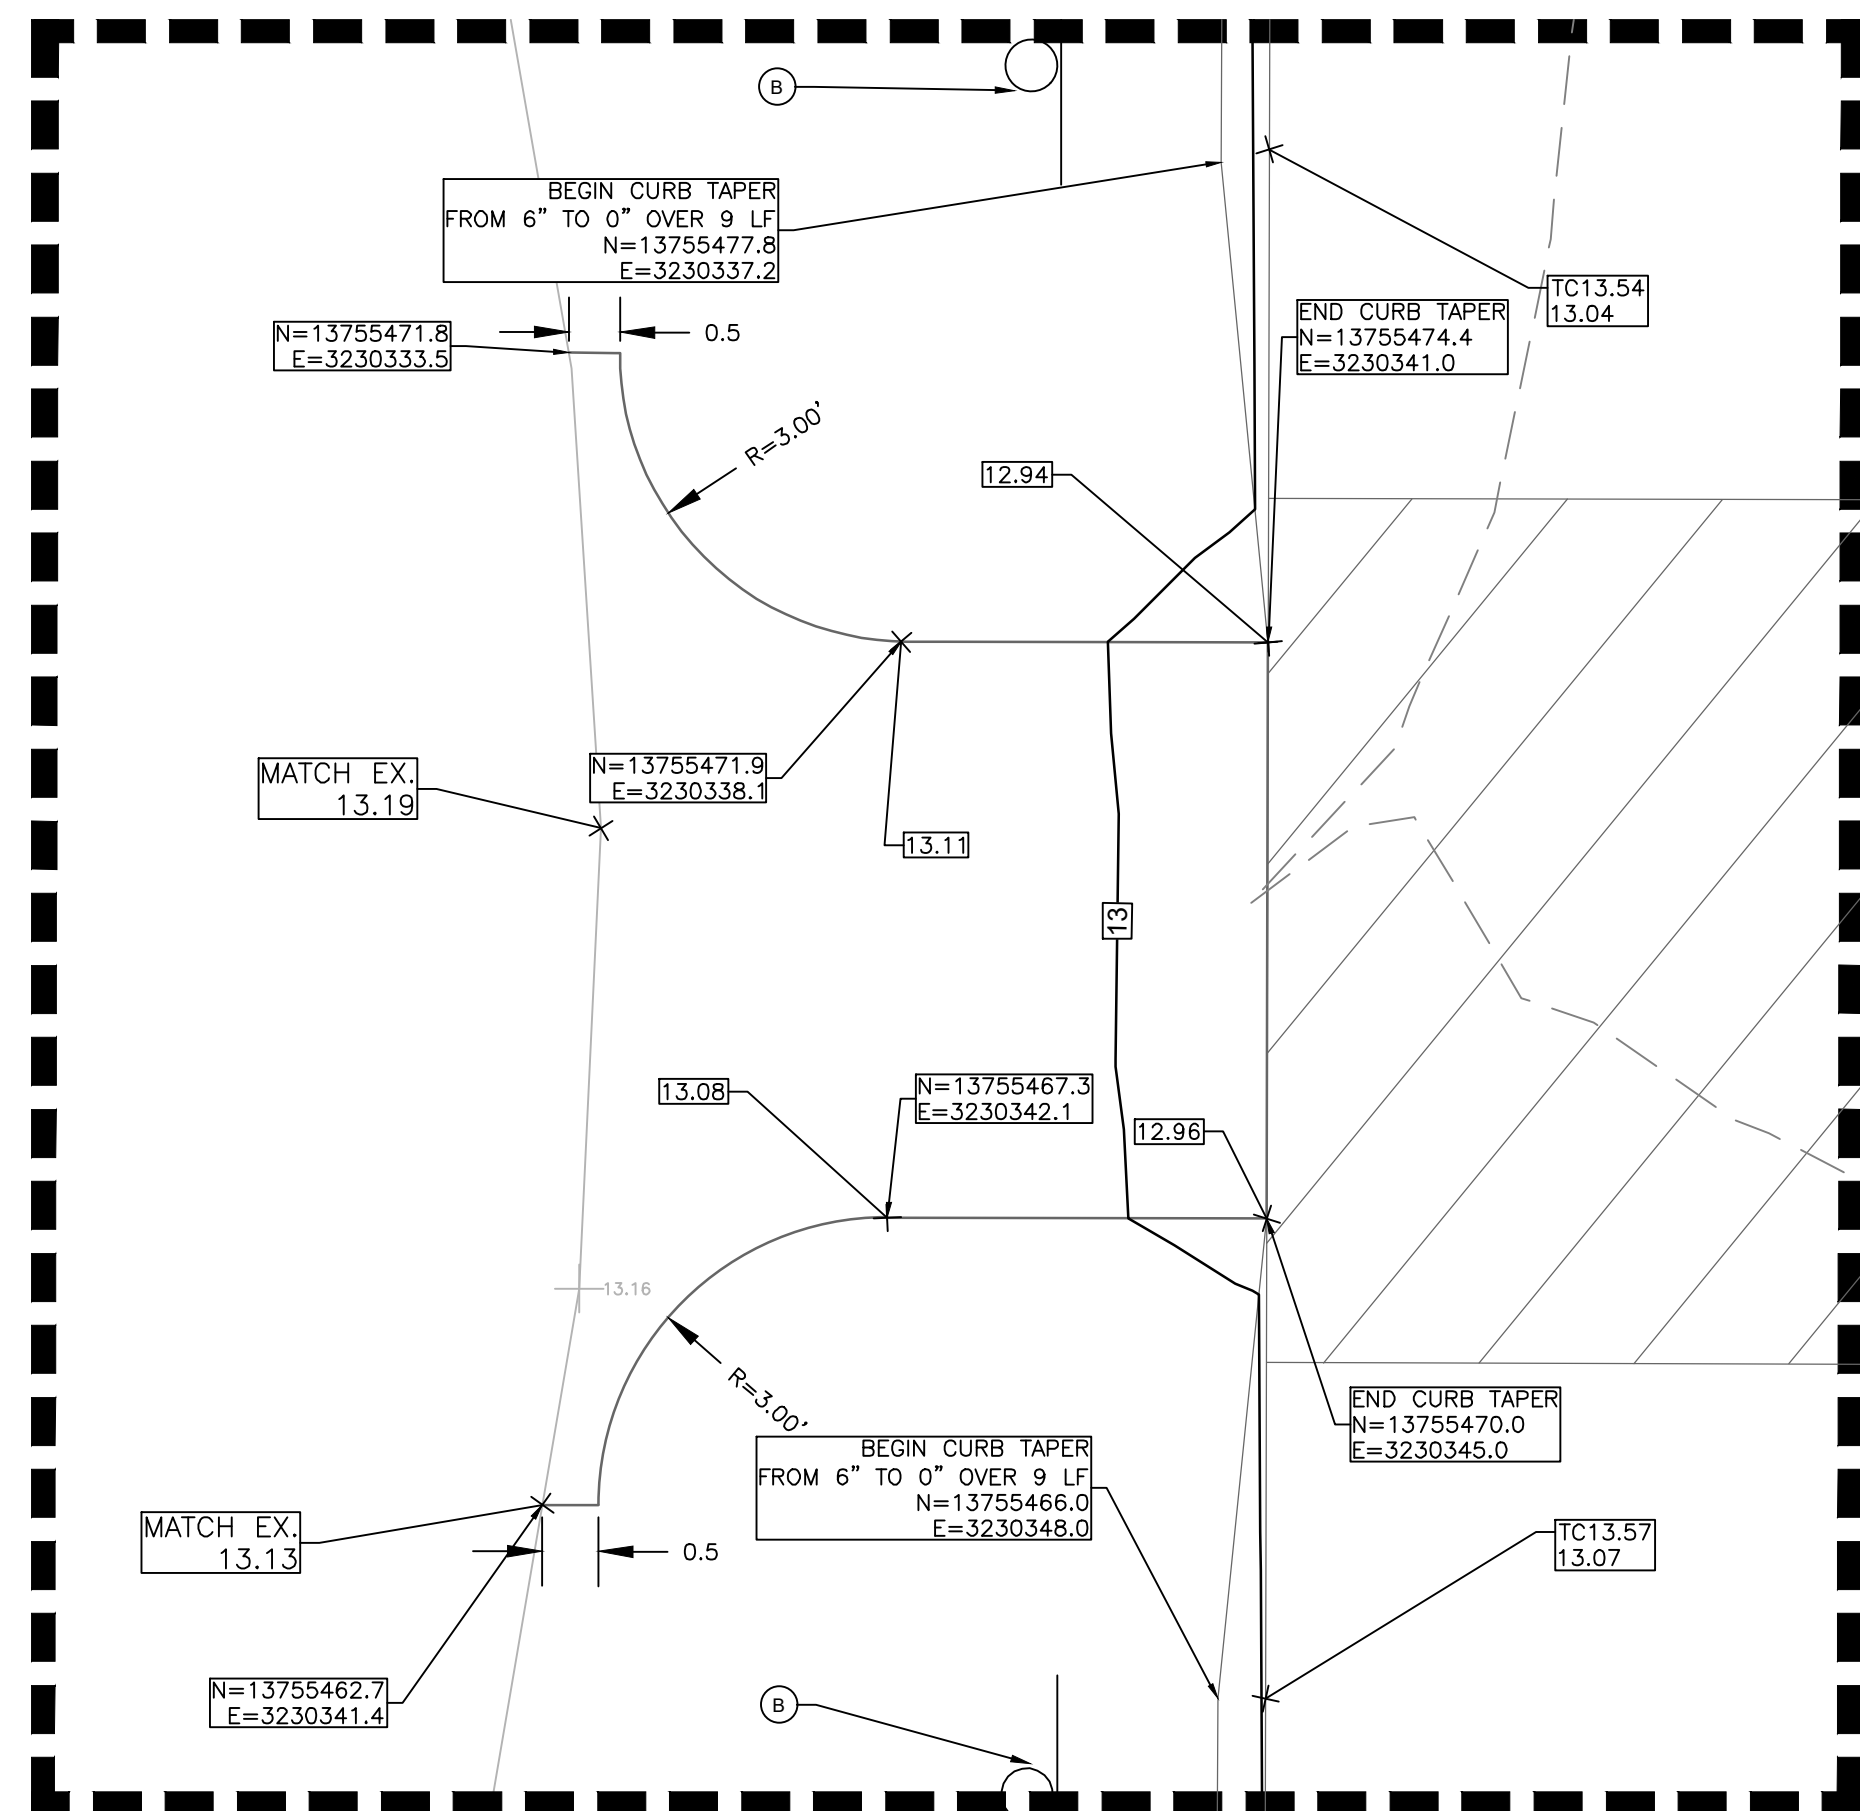 B
BEGIN CURB TAPER
FROM 6" TO 0" OVER 9 LF
N=13755477.8
E=3230337.2
TC13.54
13.04
END CURB TAPER
N=13755474.4
E=3230341.0
N=13755471.8
E=3230333.5
0.5
R=3.00'
12.94
N=13755471.9
E=3230338.1
MATCH EX.
13.19
13.11
13
13.08
N=13755467.3
E=3230342.1
12.96
13.16
R=3.00'
END CURB TAPER
N=13755470.0
E=3230345.0
BEGIN CURB TAPER
FROM 6" TO 0" OVER 9 LF
N=13755466.0
E=3230348.0
MATCH EX.
13.13
0.5
TC13.57
13.07
N=13755462.7
E=3230341.4
B